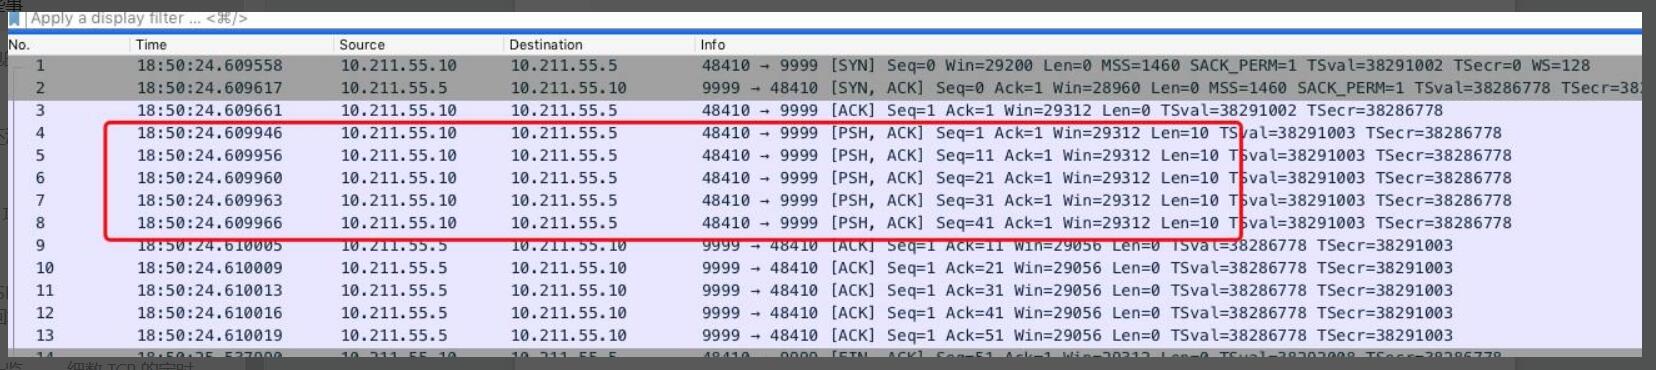 Apply a display filter ... <⌘/>
No. Time Source Destination Info
1 18:50:24.609558 10.211.55.10 10.211.55.5 48410 → 9999 [SYN] Seq=0 Win=29200 Len=0 MSS=1460 SACK_PERM=1 TSval=38291002 TSecr=0 WS=128
2 18:50:24.609617 10.211.55.5 10.211.55.10 9999 → 48410 [SYN, ACK] Seq=0 Ack=1 Win=28960 Len=0 MSS=1460 SACK_PERM=1 TSval=38286778 TSecr=382
3 18:50:24.609661 10.211.55.10 10.211.55.5 48410 → 9999 [ACK] Seq=1 Ack=1 Win=29312 Len=0 TSval=38291002 TSecr=38286778
4 18:50:24.609946 10.211.55.10 10.211.55.5 48410 → 9999 [PSH, ACK] Seq=1 Ack=1 Win=29312 Len=10 TSval=38291003 TSecr=38286778
5 18:50:24.609956 10.211.55.10 10.211.55.5 48410 → 9999 [PSH, ACK] Seq=11 Ack=1 Win=29312 Len=10 TSval=38291003 TSecr=38286778
6 18:50:24.609960 10.211.55.10 10.211.55.5 48410 → 9999 [PSH, ACK] Seq=21 Ack=1 Win=29312 Len=10 TSval=38291003 TSecr=38286778
7 18:50:24.609963 10.211.55.10 10.211.55.5 48410 → 9999 [PSH, ACK] Seq=31 Ack=1 Win=29312 Len=10 TSval=38291003 TSecr=38286778
8 18:50:24.609966 10.211.55.10 10.211.55.5 48410 → 9999 [PSH, ACK] Seq=41 Ack=1 Win=29312 Len=10 TSval=38291003 TSecr=38286778
9 18:50:24.610005 10.211.55.5 10.211.55.10 9999 → 48410 [ACK] Seq=1 Ack=11 Win=29056 Len=0 TSval=38286778 TSecr=38291003
10 18:50:24.610009 10.211.55.5 10.211.55.10 9999 → 48410 [ACK] Seq=1 Ack=21 Win=29056 Len=0 TSval=38286778 TSecr=38291003
11 18:50:24.610013 10.211.55.5 10.211.55.10 9999 → 48410 [ACK] Seq=1 Ack=31 Win=29056 Len=0 TSval=38286778 TSecr=38291003
12 18:50:24.610016 10.211.55.5 10.211.55.10 9999 → 48410 [ACK] Seq=1 Ack=41 Win=29056 Len=0 TSval=38286778 TSecr=38291003
13 18:50:24.610019 10.211.55.5 10.211.55.10 9999 → 48410 [ACK] Seq=1 Ack=51 Win=29056 Len=0 TSval=38286778 TSecr=38291003